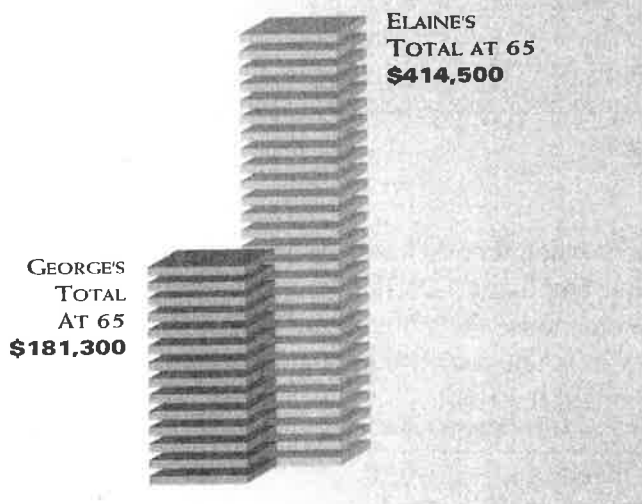 ELAINE'S
TOTAL AT 65
$414,500
GEORGE'S
TOTAL
AT 65
$181,300